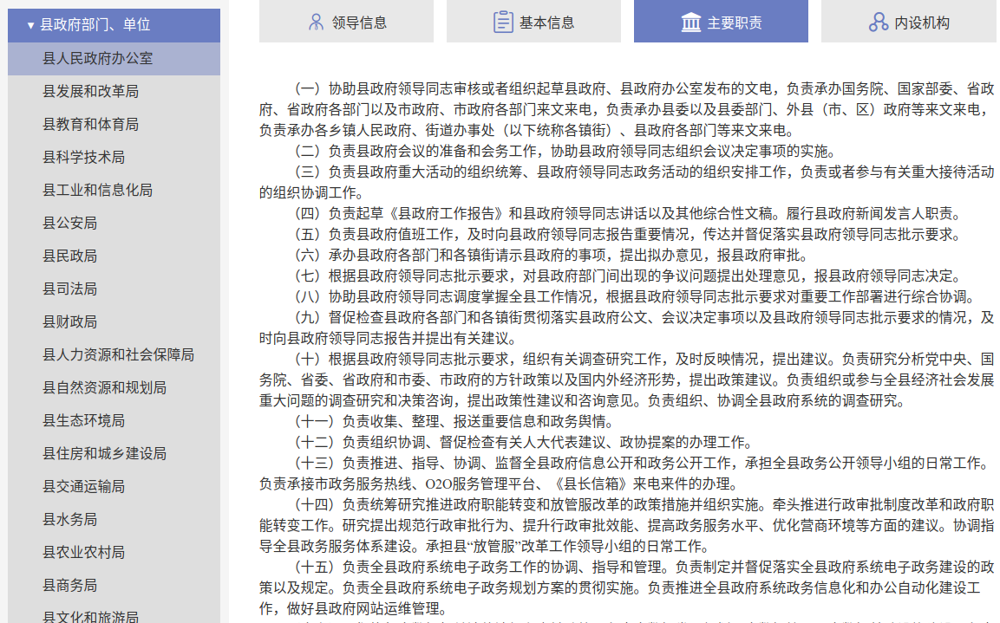 ▼ 县政府部门、单位
县人民政府办公室
县发展和改革局
县教育和体育局
县科学技术局
县工业和信息化局
县公安局
县民政局
县司法局
县财政局
县人力资源和社会保障局
县自然资源和规划局
县生态环境局
县住房和城乡建设局
县交通运输局
县水务局
县农业农村局
县商务局
县文化和旅游局
领导信息
基本信息
主要职责
内设机构
（一）协助县政府领导同志审核或者组织起草县政府、县政府办公室发布的文电，负责承办国务院、国家部委、省政
府、省政府各部门以及市政府、市政府各部门来文来电，负责承办县委以及县委部门、外县（市、区）政府等来文来电，
负责承办各乡镇人民政府、街道办事处（以下统称各镇街）、县政府各部门等来文来电。
（二）负责县政府会议的准备和会务工作，协助县政府领导同志组织会议决定事项的实施。
（三）负责县政府重大活动的组织统筹、县政府领导同志政务活动的组织安排工作，负责或者参与有关重大接待活动
的组织协调工作。
（四）负责起草《县政府工作报告》和县政府领导同志讲话以及其他综合性文稿。履行县政府新闻发言人职责。
（五）负责县政府值班工作，及时向县政府领导同志报告重要情况，传达并督促落实县政府领导同志批示要求。
（六）承办县政府各部门和各镇街请示县政府的事项，提出拟办意见，报县政府审批。
（七）根据县政府领导同志批示要求，对县政府部门间出现的争议问题提出处理意见，报县政府领导同志决定。
（八）协助县政府领导同志调度掌握全县工作情况，根据县政府领导同志批示要求对重要工作部署进行综合协调。
（九）督促检查县政府各部门和各镇街贯彻落实县政府公文、会议决定事项以及县政府领导同志批示要求的情况，及
时向县政府领导同志报告并提出有关建议。
（十）根据县政府领导同志批示要求，组织有关调查研究工作，及时反映情况，提出建议。负责研究分析党中央、国
务院、省委、省政府和市委、市政府的方针政策以及国内外经济形势，提出政策建议。负责组织或参与全县经济社会发展
重大问题的调查研究和决策咨询，提出政策性建议和咨询意见。负责组织、协调全县政府系统的调查研究。
（十一）负责收集、整理、报送重要信息和政务舆情。
（十二）负责组织协调、督促检查有关人大代表建议、政协提案的办理工作。
（十三）负责推进、指导、协调、监督全县政府信息公开和政务公开工作，承担全县政务公开领导小组的日常工作。
负责承接市政务服务热线、O2O服务管理平台、《县长信箱》来电来件的办理。
（十四）负责统筹研究推进政府职能转变和放管服改革的政策措施并组织实施。牵头推进行政审批制度改革和政府职
能转变工作。研究提出规范行政审批行为、提升行政审批效能、提高政务服务水平、优化营商环境等方面的建议。协调指
导全县政务服务体系建设。承担县“放管服”改革工作领导小组的日常工作。
（十五）负责全县政府系统电子政务工作的协调、指导和管理。负责制定并督促落实全县政府系统电子政务建设的政
策以及规定。负责全县政府系统电子政务规划方案的贯彻实施。负责推进全县政府系统政务信息化和办公自动化建设工
作，做好县政府网站运维管理。